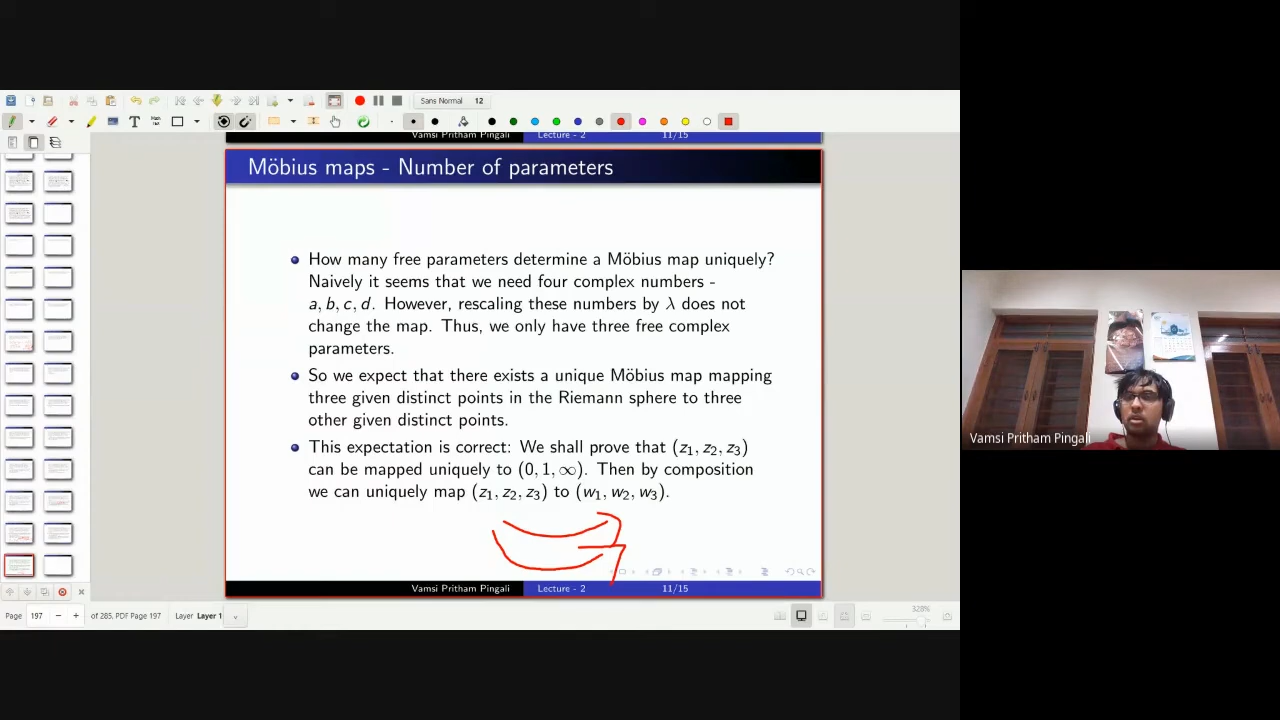 Sans Normal 12
Vamsi Pritham Pingali Lecture - 2 11/15
Möbius maps - Number of parameters
How many free parameters determine a Möbius map uniquely?
Naively it seems that we need four complex numbers -
a, b, c, d. However, rescaling these numbers by λ does not
change the map. Thus, we only have three free complex
parameters.
So we expect that there exists a unique Möbius map mapping
three given distinct points in the Riemann sphere to three
other given distinct points.
This expectation is correct: We shall prove that (z₁, z₂, z₃)
can be mapped uniquely to (0, 1, ∞). Then by composition
we can uniquely map (z₁, z₂, z₃) to (w₁, w₂, w₃).
Vamsi Pritham Pingali Lecture - 2 11/15
Page 197 of 285, PDF Page 197 Layer Layer 1 328%
Vamsi Pritham Pingali